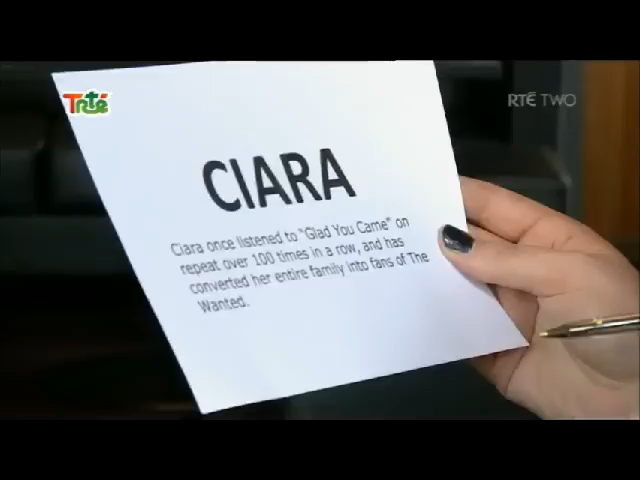 TRTÉ
RTÉ TWO
CIARA
Ciara once listened to "Glad You Came" on
repeat over 100 times in a row, and has
converted her entire family into fans of The
Wanted.